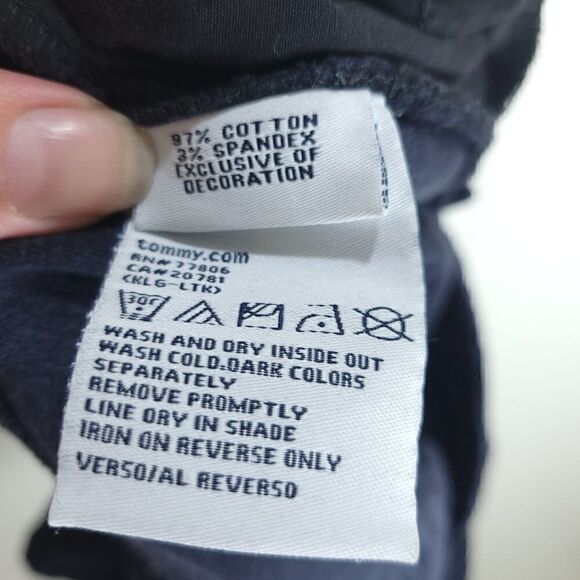 97% COTTON
3% SPANDEX
EXCLUSIVE OF
DECORATION
tommy.com
RN# 77806
CA# 20781
(KLG-LTK)
30°
WASH AND DRY INSIDE OUT
WASH COLD.DARK COLORS
SEPARATELY
REMOVE PROMPTLY
LINE DRY IN SHADE
IRON ON REVERSE ONLY
VERSO/AL REVERSO